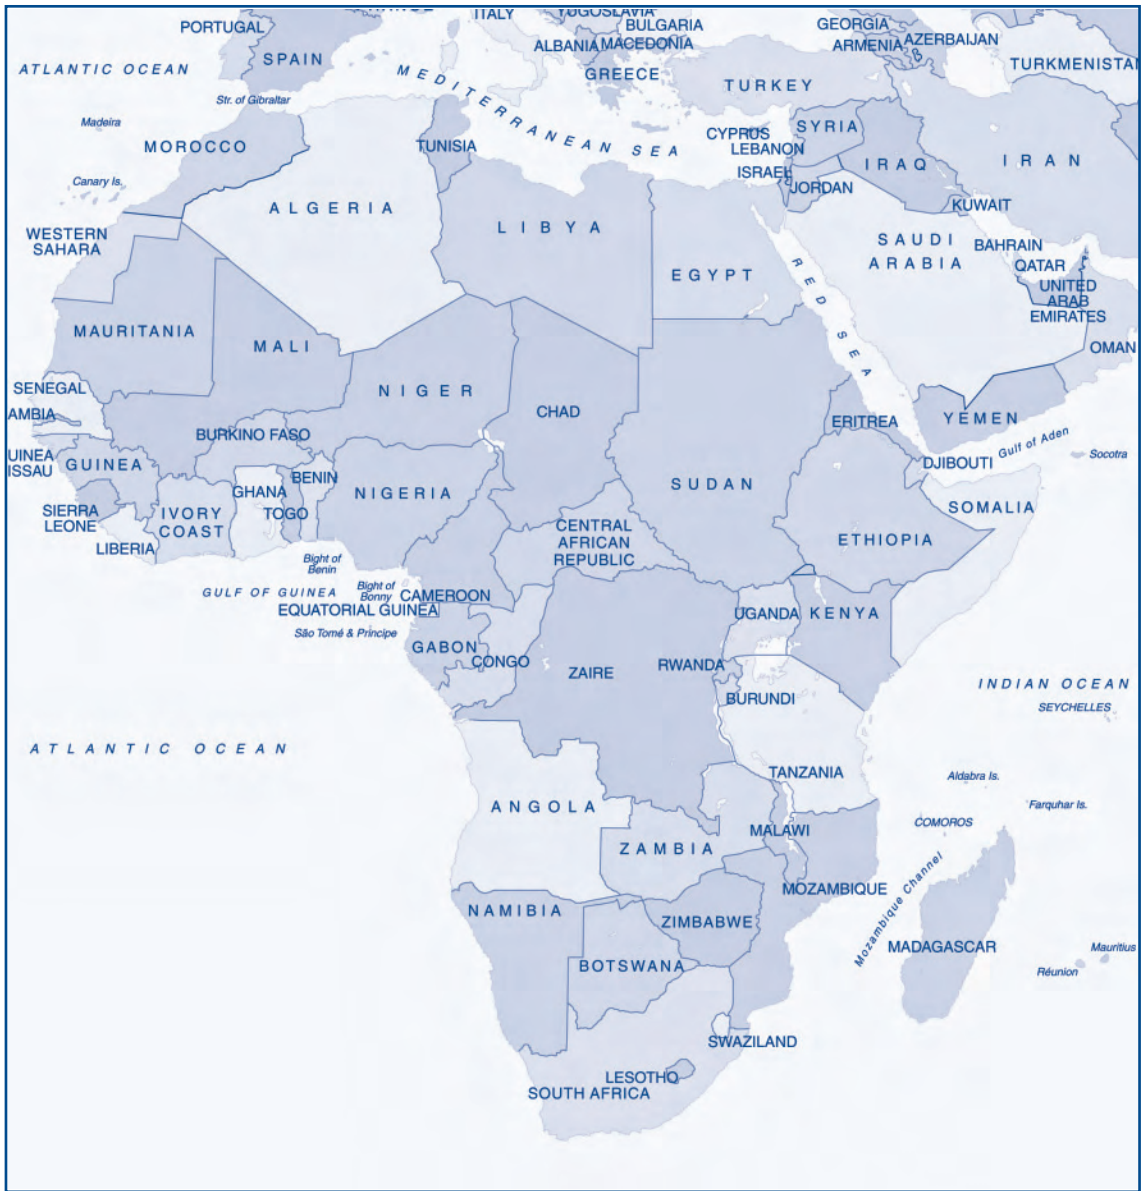 FRANCE
ITALY
YUGOSLAVIA
PORTUGAL
BULGARIA
GEORGIA
SPAIN
ALBANIA
MACEDONIA
ARMENIA
AZERBAIJAN
ATLANTIC OCEAN
GREECE
TURKEY
TURKMENISTAN
MEDITERRANEAN SEA
Str. of Gibraltar
Madeira
MOROCCO
TUNISIA
CYPRUS
SYRIA
LEBANON
IRAQ
IRAN
Canary Is.
ISRAEL
JORDAN
ALGERIA
KUWAIT
LIBYA
WESTERN
SAHARA
SAUDI
ARABIA
BAHRAIN
QATAR
EGYPT
RED SEA
UNITED
ARAB
EMIRATES
MAURITANIA
MALI
OMAN
SENEGAL
NIGER
CHAD
AMBIA
ERITREA
YEMEN
BURKINO FASO
Gulf of Aden
UINEA
ISSAU
GUINEA
DJIBOUTI
Socotra
BENIN
GHANA
NIGERIA
SUDAN
SIERRA
LEONE
IVORY
COAST
TOGO
SOMALIA
LIBERIA
CENTRAL
AFRICAN
REPUBLIC
ETHIOPIA
Bight of
Benin
GULF OF GUINEA
Bight of
Bonny
CAMEROON
EQUATORIAL GUINEA
UGANDA
KENYA
São Tomé & Principe
GABON
CONGO
ZAIRE
RWANDA
INDIAN OCEAN
BURUNDI
SEYCHELLES
ATLANTIC OCEAN
TANZANIA
Aldabra Is.
ANGOLA
Farquhar Is.
MALAWI
COMOROS
ZAMBIA
MOZAMBIQUE
Mozambique Channel
NAMIBIA
ZIMBABWE
MADAGASCAR
Mauritius
BOTSWANA
Réunion
SWAZILAND
LESOTHO
SOUTH AFRICA